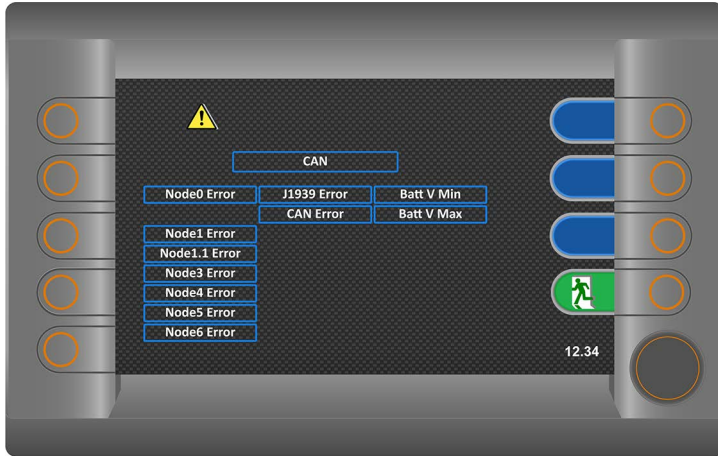 CAN
Node0 Error J1939 Error Batt V Min
CAN Error Batt V Max
Node1 Error
Node1.1 Error
Node3 Error
Node4 Error
Node5 Error
Node6 Error
12.34